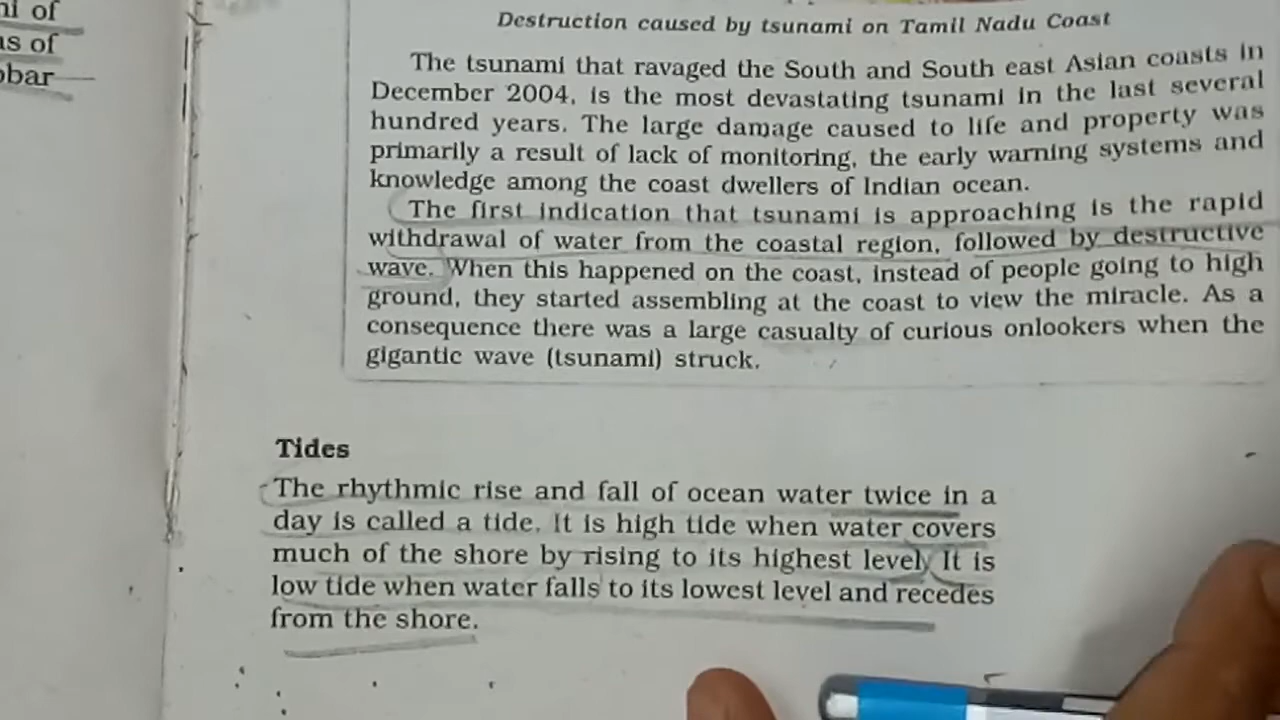 Destruction caused by tsunami on Tamil Nadu Coast
The tsunami that ravaged the South and South east Asian coasts in
December 2004, is the most devastating tsunami in the last several
hundred years. The large damage caused to life and property was
primarily a result of lack of monitoring, the early warning systems and
knowledge among the coast dwellers of Indian ocean.
The first indication that tsunami is approaching is the rapid
withdrawal of water from the coastal region, followed by destructive
wave. When this happened on the coast, instead of people going to high
ground, they started assembling at the coast to view the miracle. As a
consequence there was a large casualty of curious onlookers when the
gigantic wave (tsunami) struck.
Tides
The rhythmic rise and fall of ocean water twice in a
day is called a tide. It is high tide when water covers
much of the shore by rising to its highest level. It is
low tide when water falls to its lowest level and recedes
from the shore.